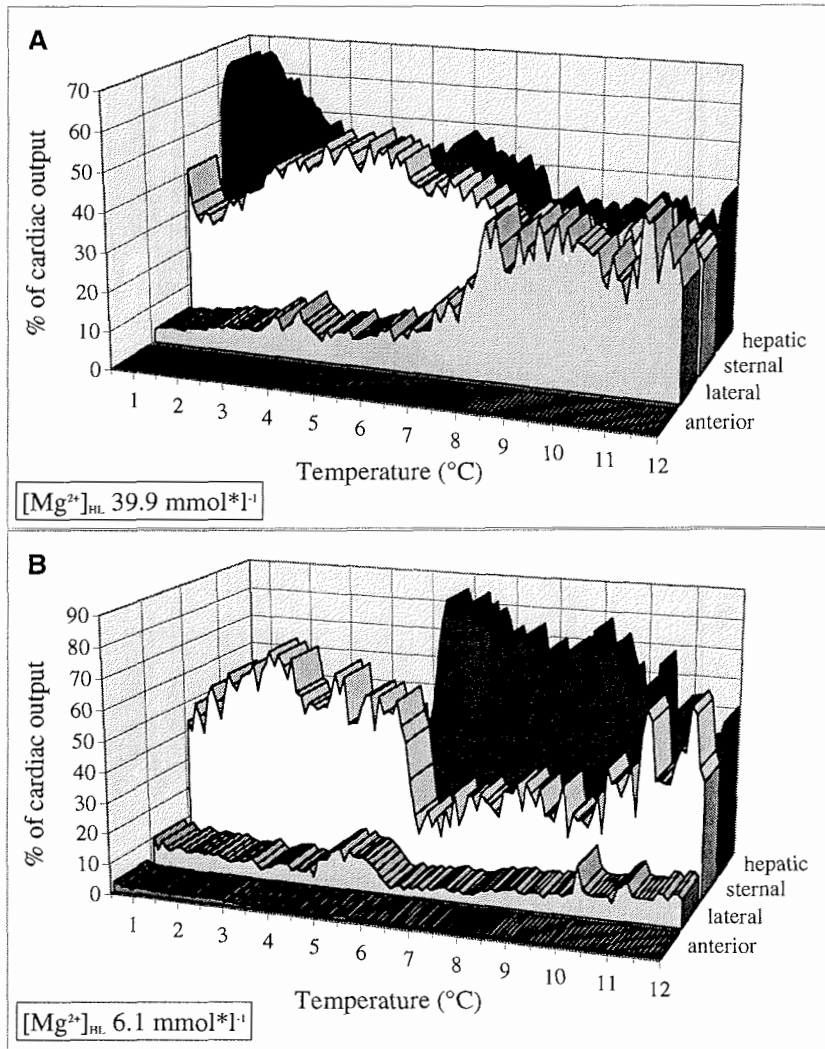 A
% of cardiac output
70
60
50
40
30
20
10
0
1 2 3 4 5 6 7 8 9 10 11 12
Temperature (°C)
hepatic
sternal
lateral
anterior
[Mg²⁺]HL 39.9 mmol*l⁻¹
B
% of cardiac output
90
80
70
60
50
40
30
20
10
0
1 2 3 4 5 6 7 8 9 10 11 12
Temperature (°C)
hepatic
sternal
lateral
anterior
[Mg²⁺]HL 6.1 mmol*l⁻¹